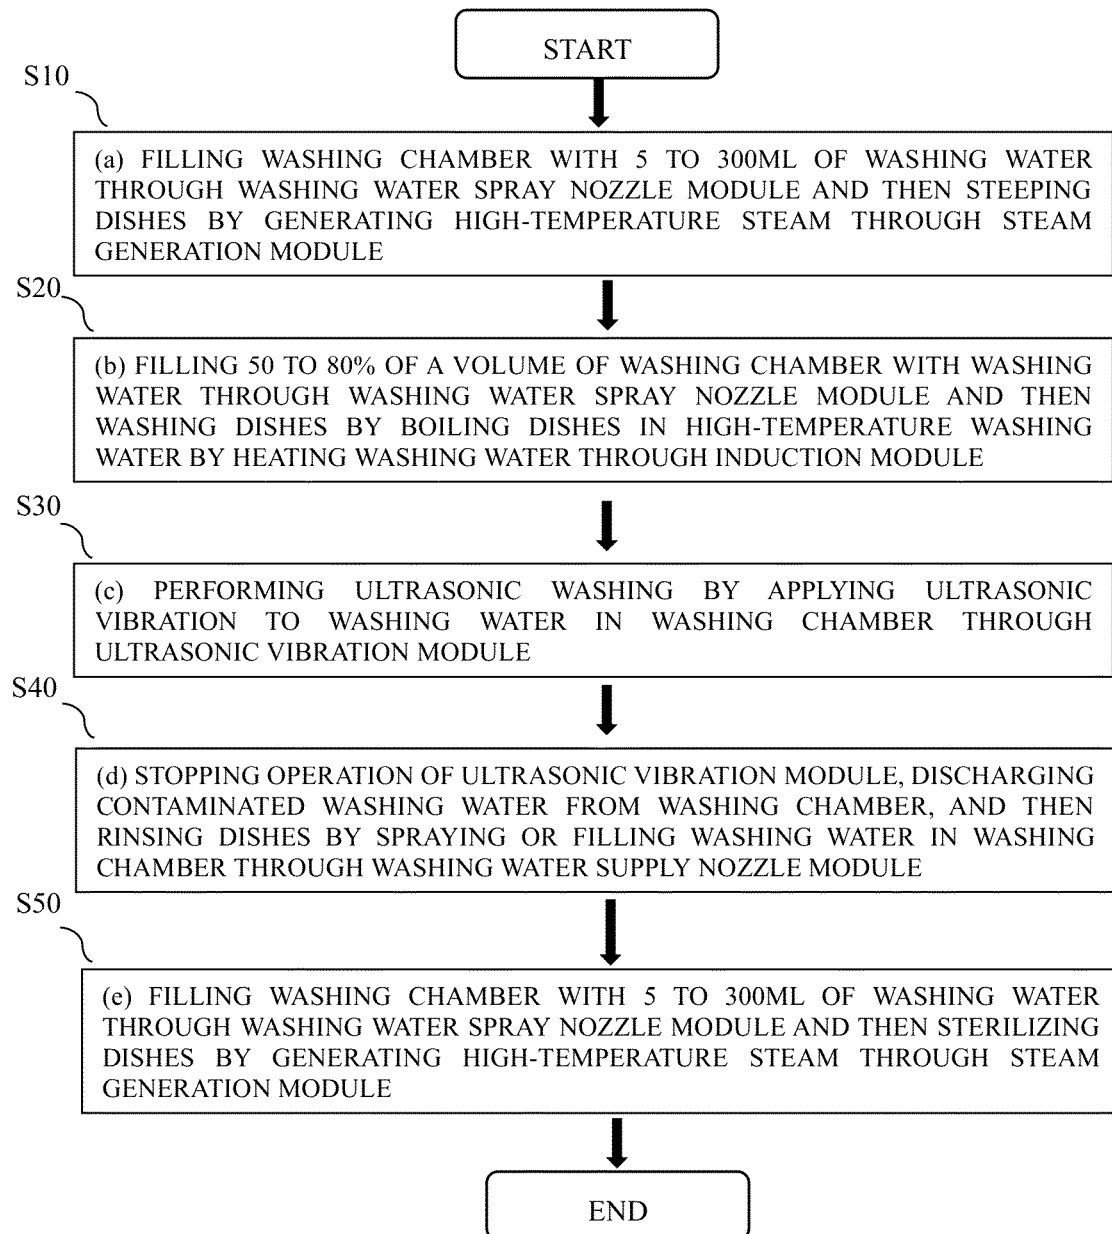 START
S10
(a) FILLING WASHING CHAMBER WITH 5 TO 300ML OF WASHING WATER
THROUGH WASHING WATER SPRAY NOZZLE MODULE AND THEN STEEPING
DISHES BY GENERATING HIGH-TEMPERATURE STEAM THROUGH STEAM
GENERATION MODULE
S20
(b) FILLING 50 TO 80% OF A VOLUME OF WASHING CHAMBER WITH WASHING
WATER THROUGH WASHING WATER SPRAY NOZZLE MODULE AND THEN
WASHING DISHES BY BOILING DISHES IN HIGH-TEMPERATURE WASHING
WATER BY HEATING WASHING WATER THROUGH INDUCTION MODULE
S30
(c) PERFORMING ULTRASONIC WASHING BY APPLYING ULTRASONIC
VIBRATION TO WASHING WATER IN WASHING CHAMBER THROUGH
ULTRASONIC VIBRATION MODULE
S40
(d) STOPPING OPERATION OF ULTRASONIC VIBRATION MODULE, DISCHARGING
CONTAMINATED WASHING WATER FROM WASHING CHAMBER, AND THEN
RINSING DISHES BY SPRAYING OR FILLING WASHING WATER IN WASHING
CHAMBER THROUGH WASHING WATER SUPPLY NOZZLE MODULE
S50
(e) FILLING WASHING CHAMBER WITH 5 TO 300ML OF WASHING WATER
THROUGH WASHING WATER SPRAY NOZZLE MODULE AND THEN STERILIZING
DISHES BY GENERATING HIGH-TEMPERATURE STEAM THROUGH STEAM
GENERATION MODULE
END